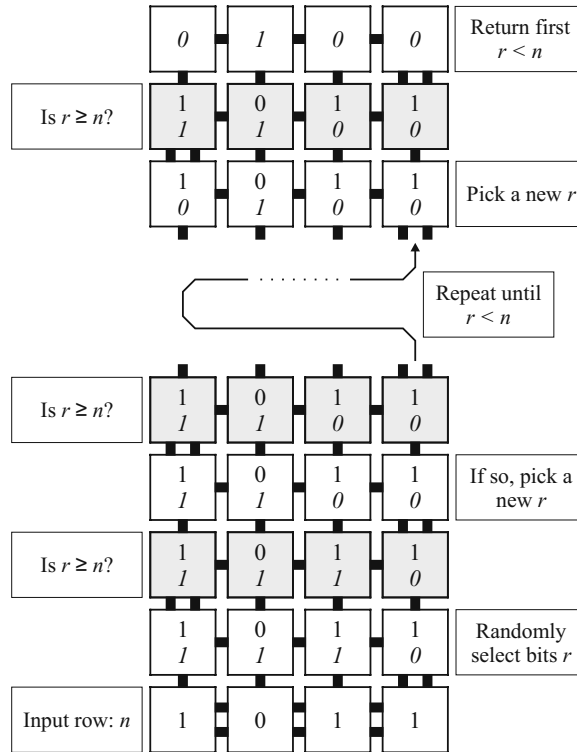 0 1 0 0
Return first
r < n
Is r ≥ n?
1 0 1 1
1 1 0 0
1 0 1 1
0 1 0 0
Pick a new r
Repeat until
r < n
Is r ≥ n?
1 0 1 1
1 1 0 0
1 0 1 1
1 1 0 0
If so, pick a
new r
Is r ≥ n?
1 0 1 1
1 1 1 0
1 0 1 1
1 1 1 0
Randomly
select bits r
Input row: n
1 0 1 1